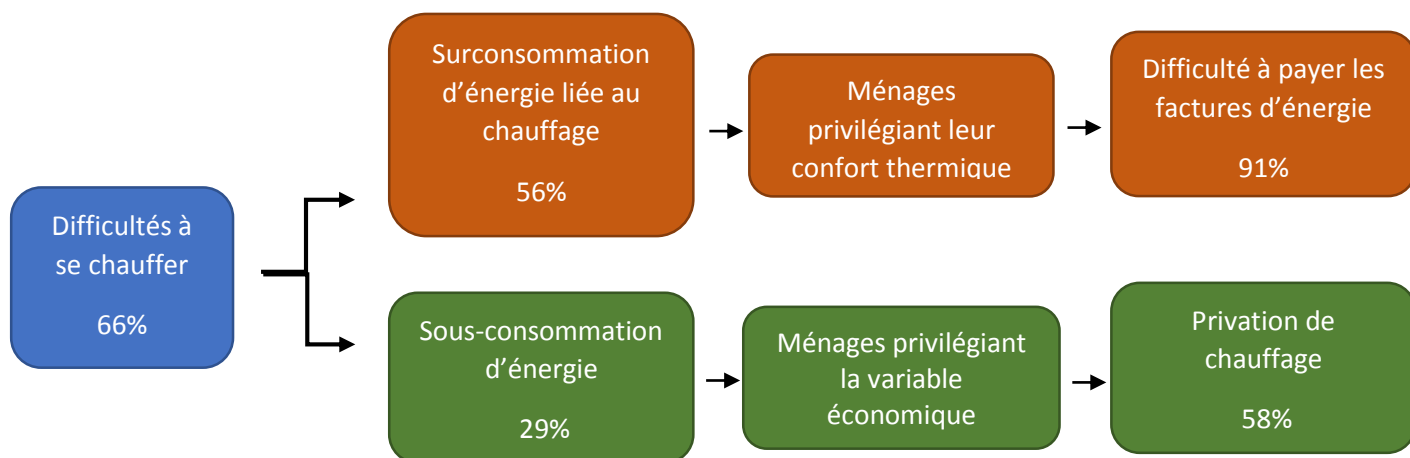 Difficultés à
se chauffer
66%
Surconsommation
d’énergie liée au
chauffage
56%
Ménages
privilégiant leur
confort thermique
Difficulté à payer les
factures d’énergie
91%
Sous-consommation
d’énergie
29%
Ménages privilégiant
la variable
économique
Privation de
chauffage
58%